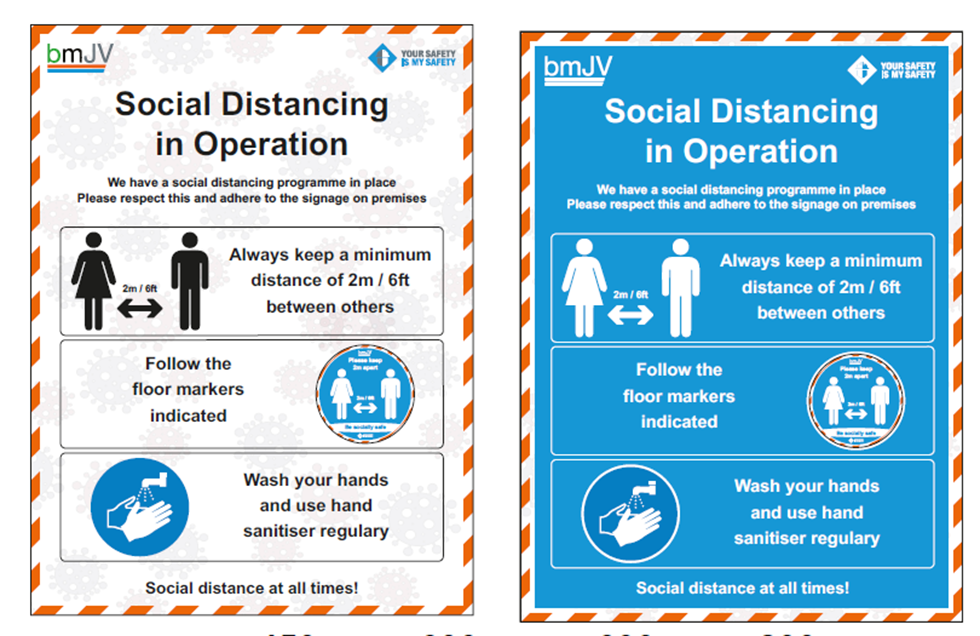 bmJV
YOUR SAFETY
IS MY SAFETY
Social Distancing
in Operation
We have a social distancing programme in place
Please respect this and adhere to the signage on premises
2m / 6ft
Always keep a minimum
distance of 2m / 6ft
between others
Follow the
floor markers
indicated
bmJV
Please keep
2m apart
2m / 6ft
Be socially safe
Wash your hands
and use hand
sanitiser regulary
Social distance at all times!
bmJV
YOUR SAFETY
IS MY SAFETY
Social Distancing
in Operation
We have a social distancing programme in place
Please respect this and adhere to the signage on premises
2m / 6ft
Always keep a minimum
distance of 2m / 6ft
between others
Follow the
floor markers
indicated
bmJV
Please keep
2m apart
2m / 6ft
Be socially safe
Wash your hands
and use hand
sanitiser regulary
Social distance at all times!